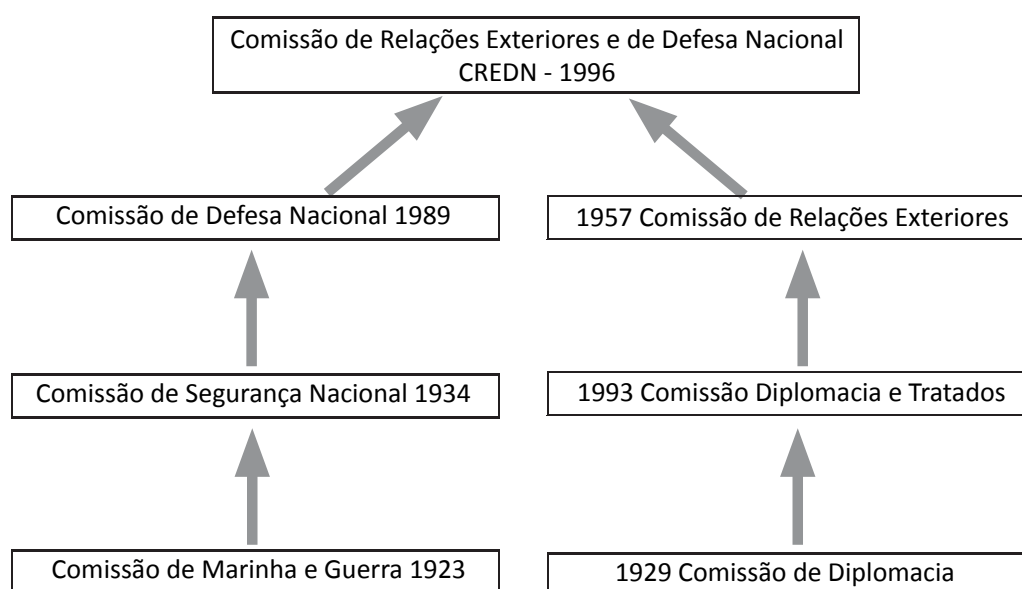 Comissão de Relações Exteriores e de Defesa Nacional
CREDN - 1996
Comissão de Defesa Nacional 1989
1957 Comissão de Relações Exteriores
Comissão de Segurança Nacional 1934
1993 Comissão Diplomacia e Tratados
Comissão de Marinha e Guerra 1923
1929 Comissão de Diplomacia